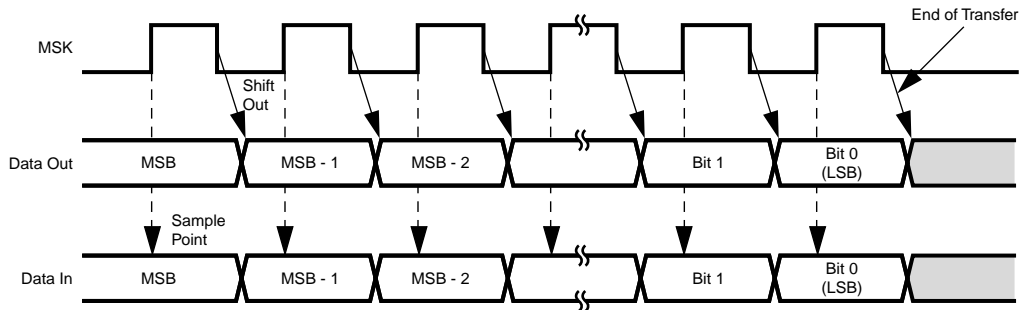 End of Transfer
MSK
Shift
Out
Data Out
MSB
MSB - 1
MSB - 2
Bit 1
Bit 0
(LSB)
Sample
Point
Data In
MSB
MSB - 1
MSB - 2
Bit 1
Bit 0
(LSB)